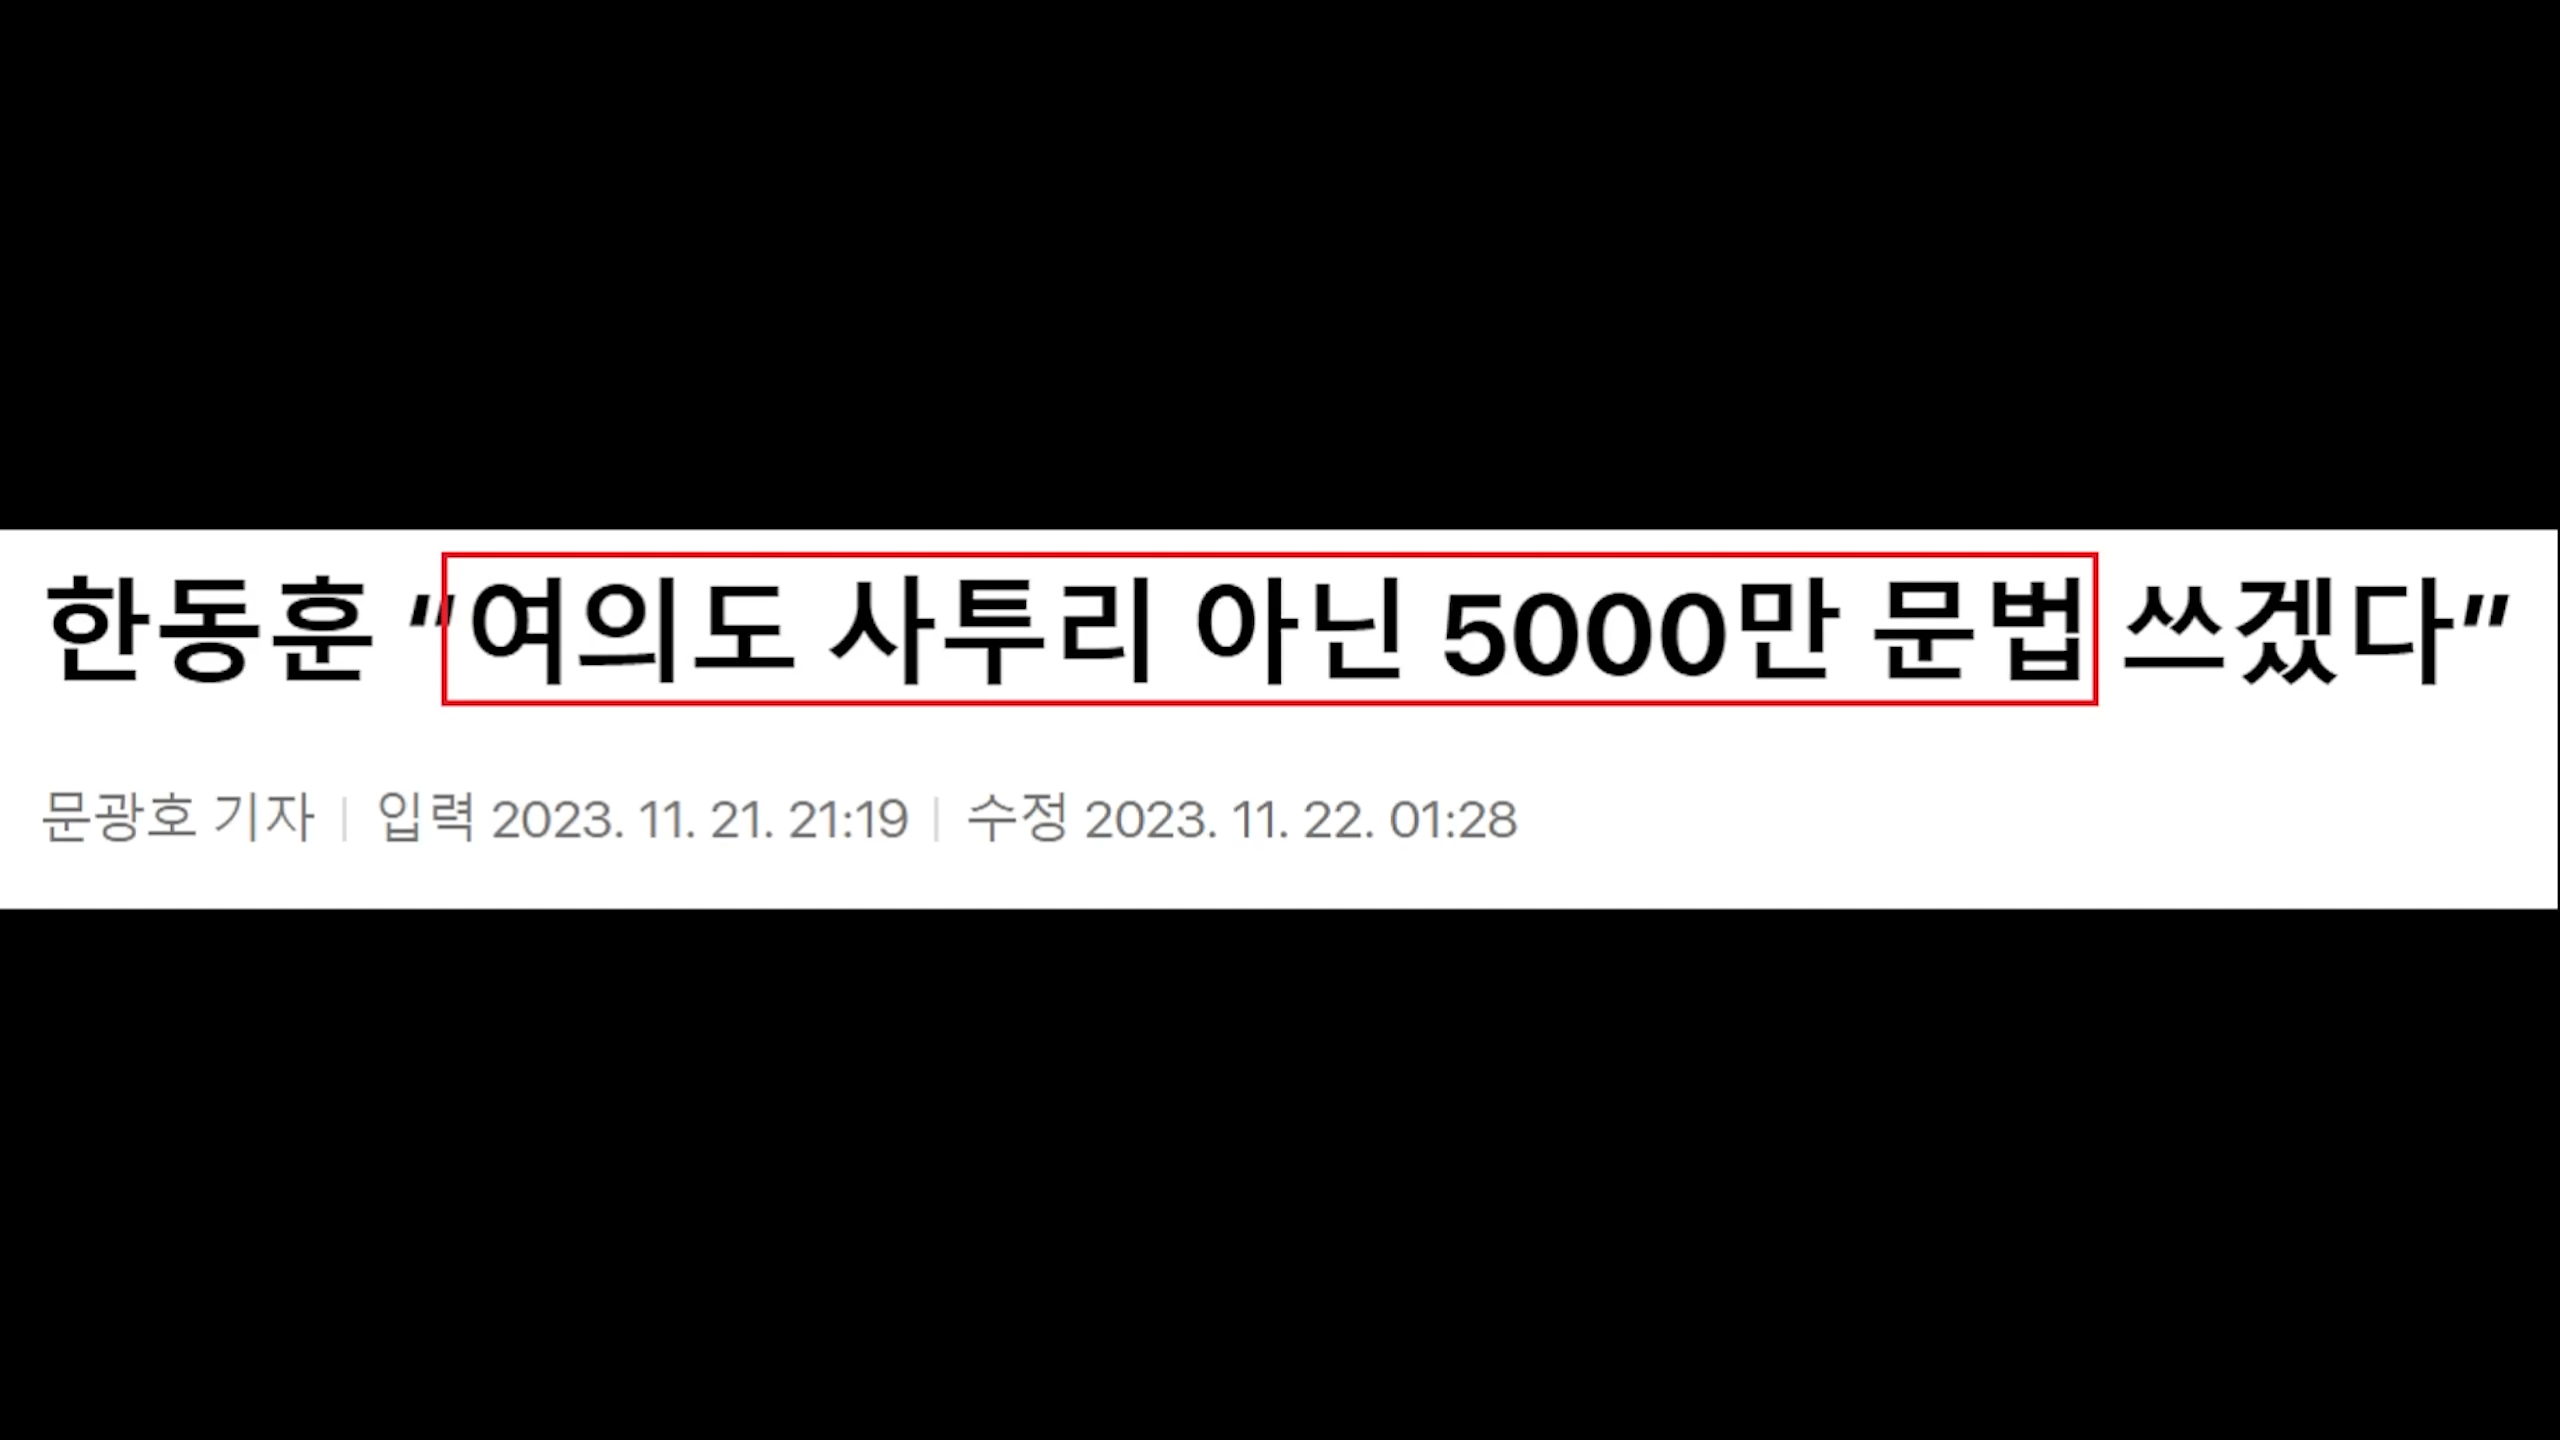 한동훈 “여의도 사투리 아닌 5000만 문법 쓰겠다”
문광호 기자 | 입력 2023. 11. 21. 21:19 | 수정 2023. 11. 22. 01:28